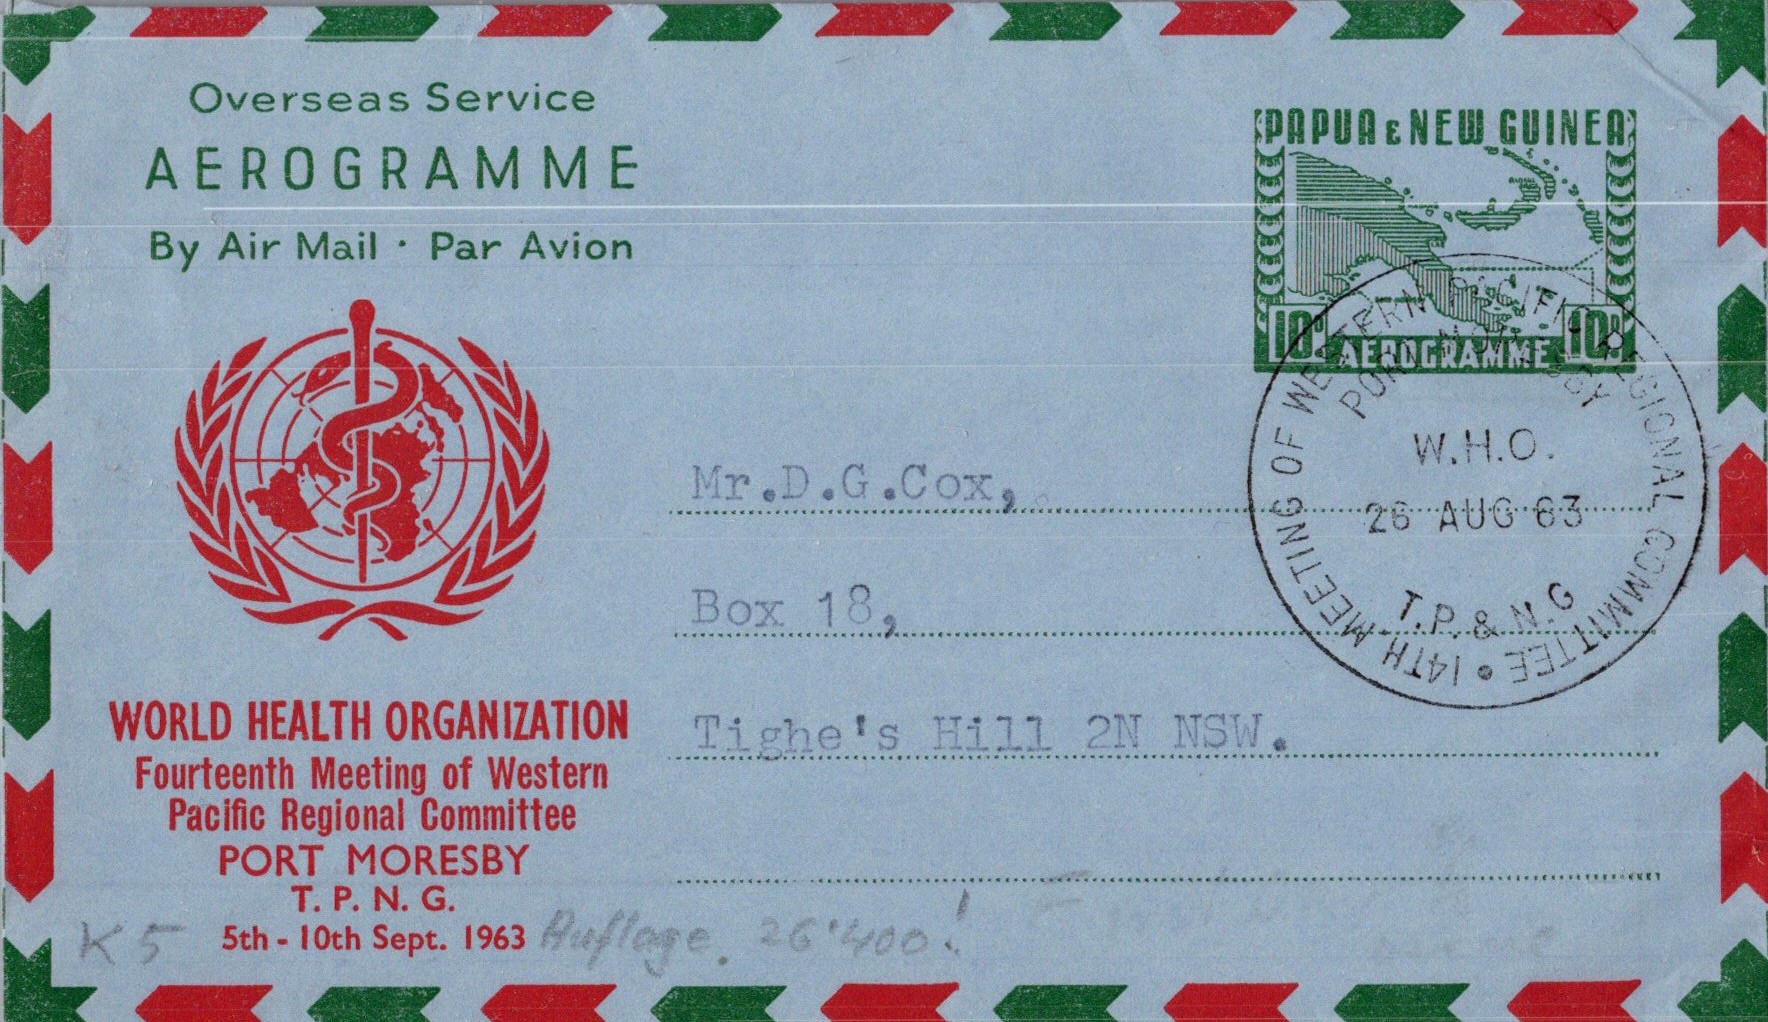 Overseas Service
AEROGRAMME
By Air Mail · Par Avion
PAPUA & NEW GUINEA
10D AEROGRAMME 10D
14TH MEETING OF WESTERN PACIFIC REGIONAL COMMITTEE
PORT MORESBY
W.H.O.
26 AUG 63
T.P. & N.G
Mr.D.G.Cox,
Box 18,
Tighe's Hill 2N NSW.
WORLD HEALTH ORGANIZATION
Fourteenth Meeting of Western
Pacific Regional Committee
PORT MORESBY
T. P. N. G.
5th - 10th Sept. 1963
K5 Auflage. 26'400!